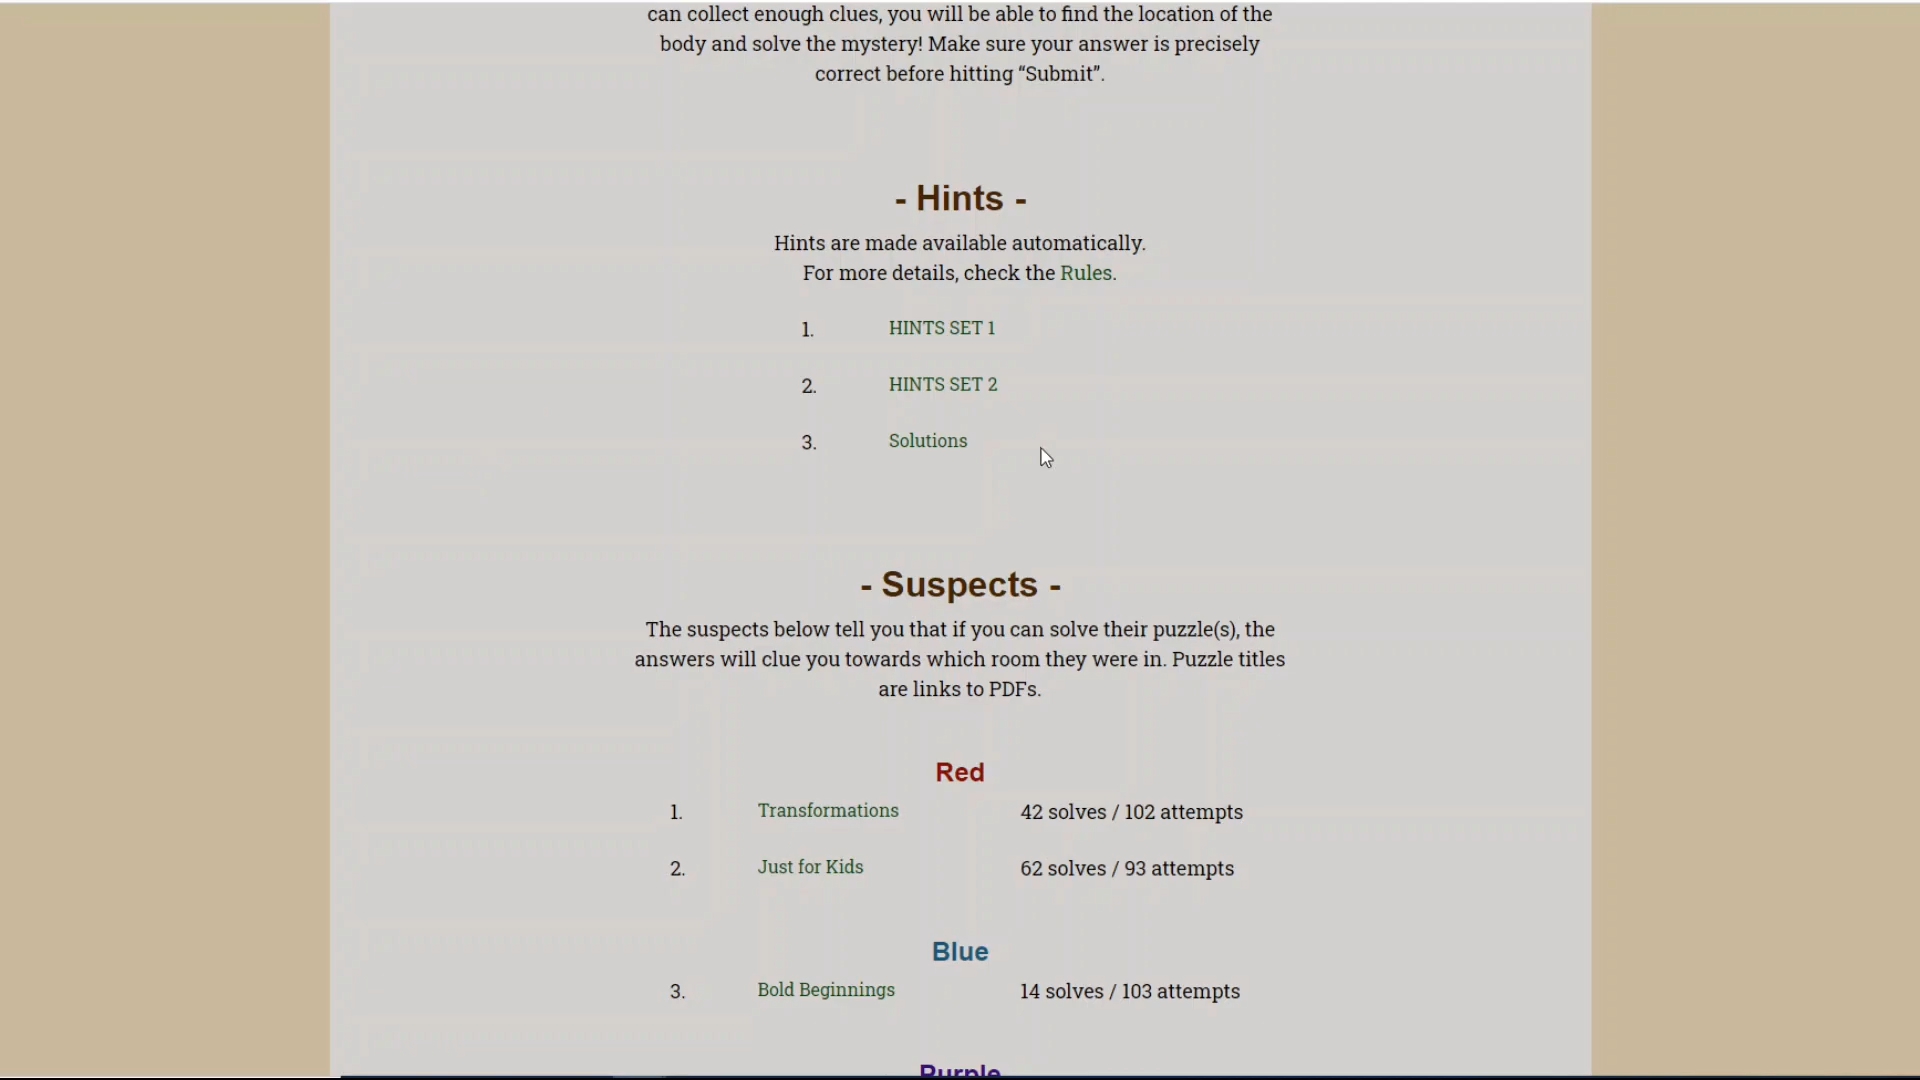 can collect enough clues, you will be able to find the location of the
body and solve the mystery! Make sure your answer is precisely
correct before hitting “Submit”.
- Hints -
Hints are made available automatically.
For more details, check the Rules.
1. HINTS SET 1
2. HINTS SET 2
3. Solutions
- Suspects -
The suspects below tell you that if you can solve their puzzle(s), the
answers will clue you towards which room they were in. Puzzle titles
are links to PDFs.
Red
1. Transformations 42 solves / 102 attempts
2. Just for Kids 62 solves / 93 attempts
Blue
3. Bold Beginnings 14 solves / 103 attempts
Purple